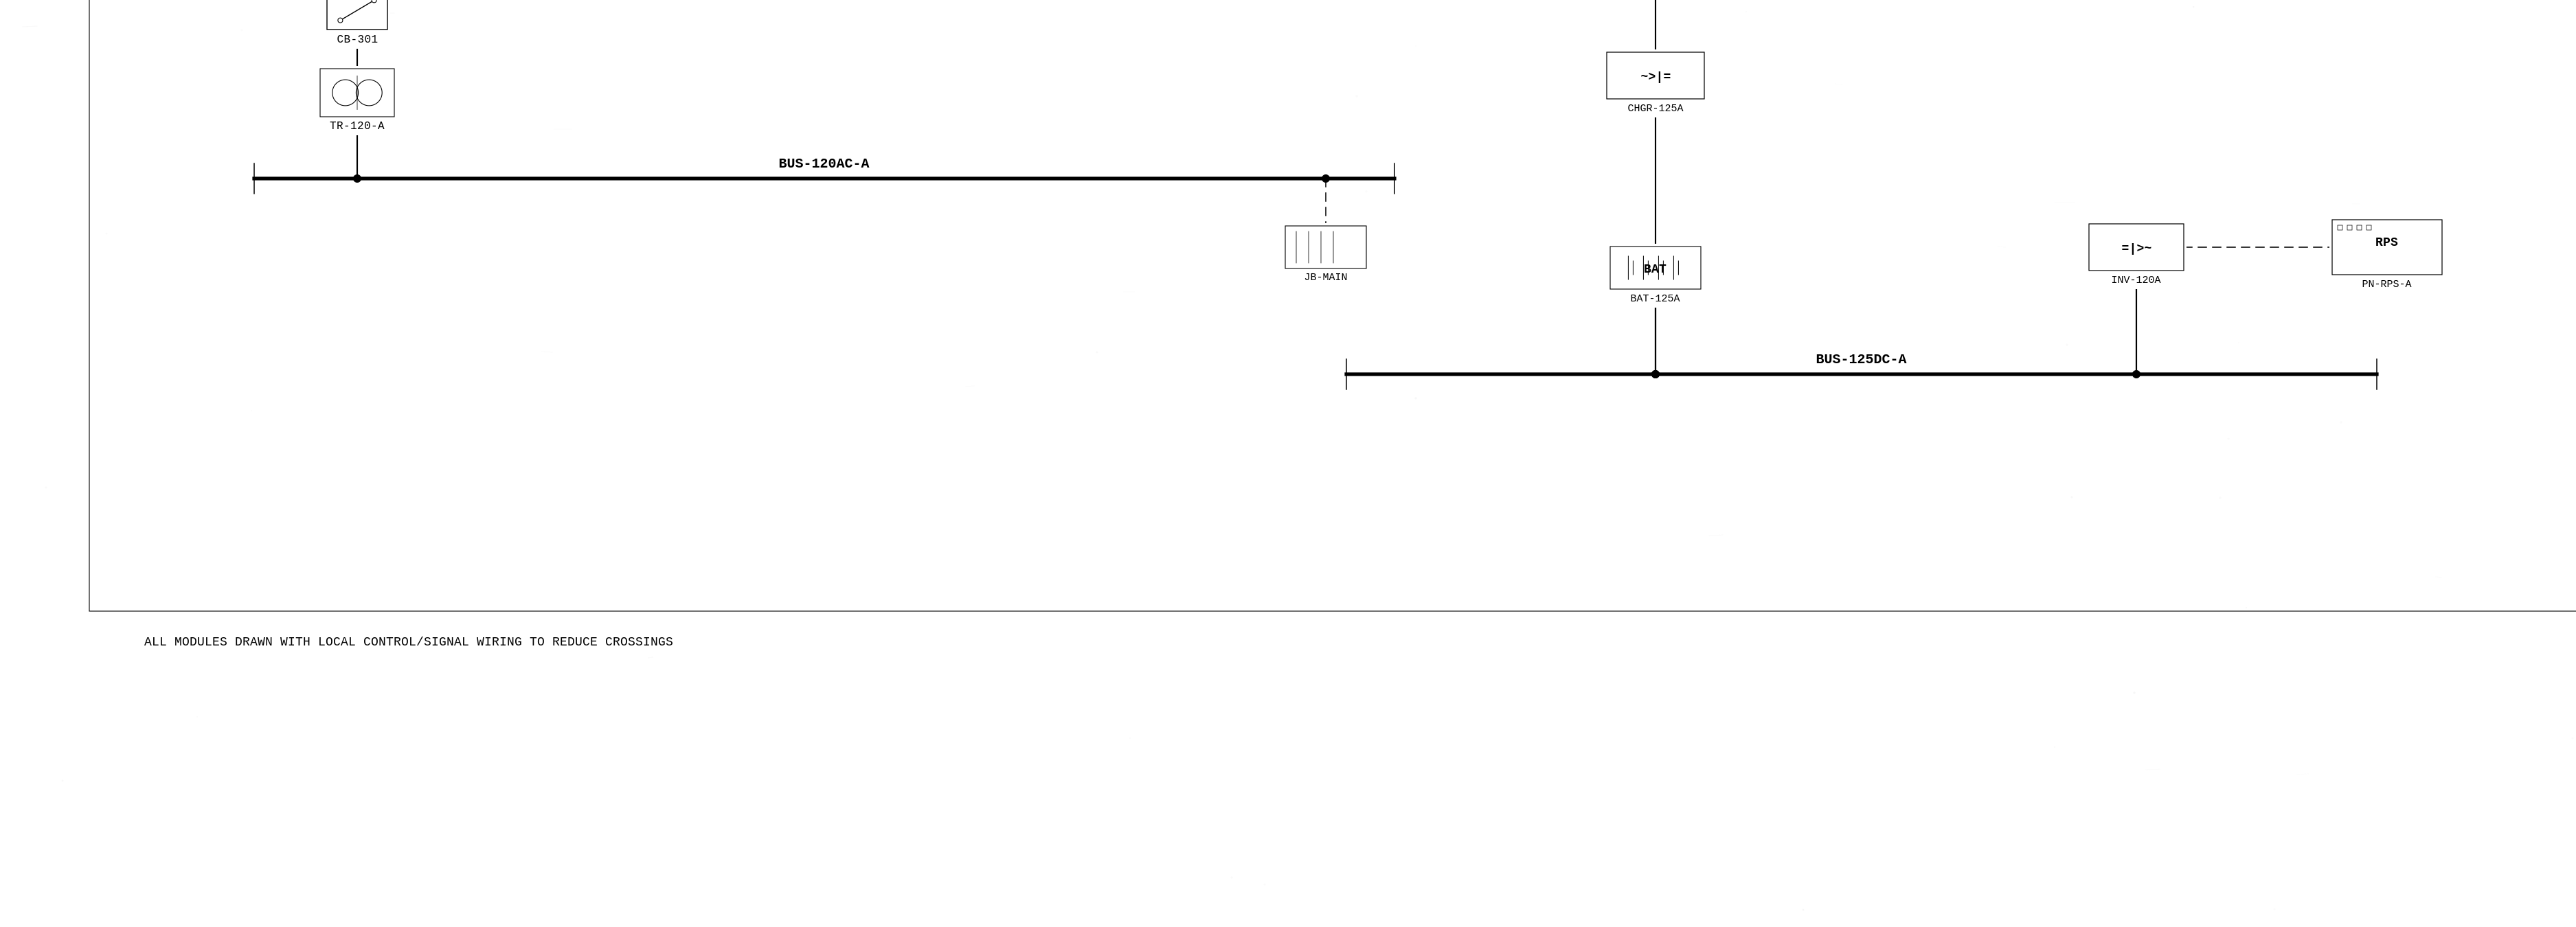 CB-301
~>|=
CHGR-125A
TR-120-A
BUS-120AC-A
RPS
=|>~
BAT
JB-MAIN
INV-120A
PN-RPS-A
BAT-125A
BUS-125DC-A
ALL MODULES DRAWN WITH LOCAL CONTROL/SIGNAL WIRING TO REDUCE CROSSINGS